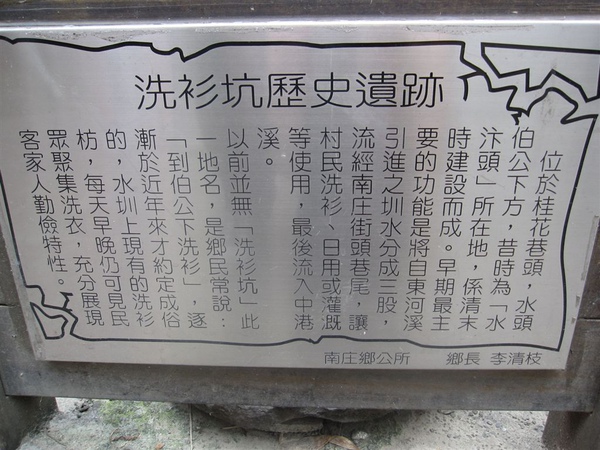 洗衫坑歷史遺跡
位於桂花巷頭，水頭
伯公下方，昔時為「水
汴頭」所在地，係清末
時建設而成。早期最主
要的功能是將自東河溪
引進之圳水分成三股，
流經南庄街頭巷尾，讓
村民洗衫、日用或灌溉
等使用，最後流入中港
溪。
以前並無「洗衫坑」此
一地名，是鄉民常說：
「到伯公下洗衫」，逐
漸於近年來才約定成俗
的，水圳上現有的洗衫
枋，每天早晚仍可見民
眾聚集洗衣，充分展現
客家人勤儉特性。
南庄鄉公所 鄉長 李清枝